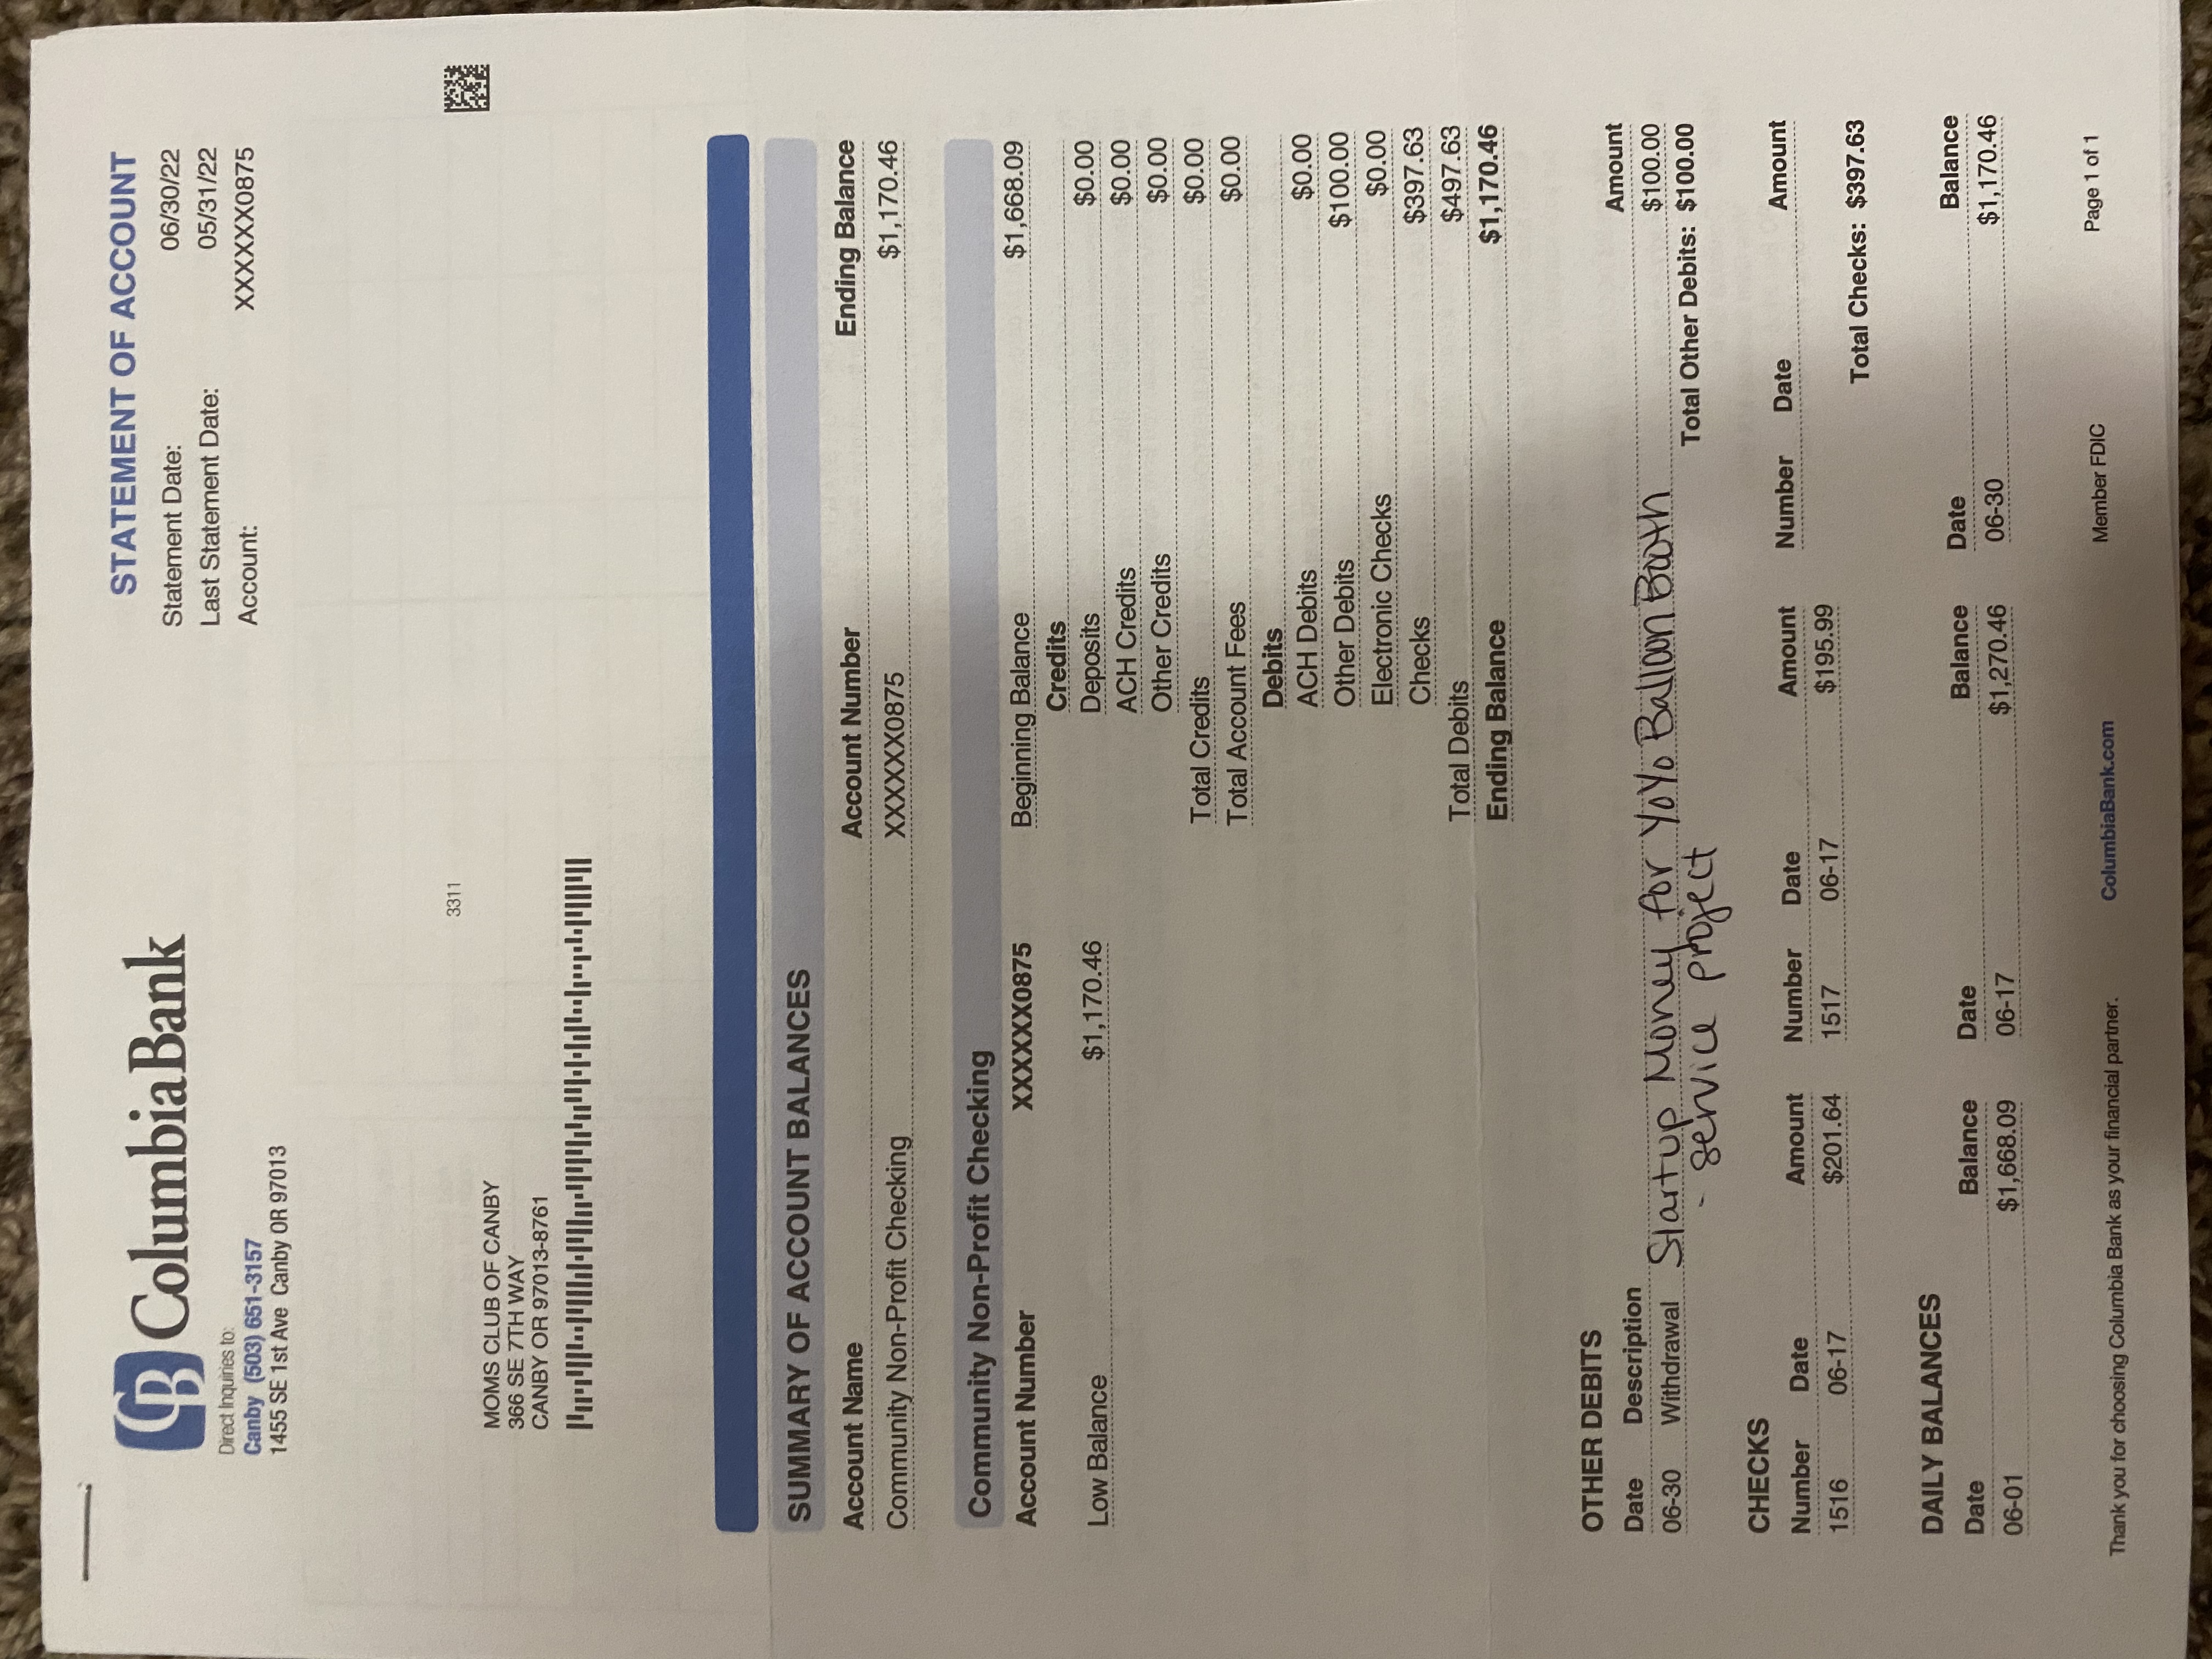 CB Columbia Bank
Direct Inquiries to:
Canby (503) 651-3157
1455 SE 1st Ave Canby OR 97013
STATEMENT OF ACCOUNT
Statement Date: 06/30/22
Last Statement Date: 05/31/22
Account: XXXXXX0875
3311
MOMS CLUB OF CANBY
366 SE 7TH WAY
CANBY OR 97013-8761
SUMMARY OF ACCOUNT BALANCES
Account Name Account Number Ending Balance
Community Non-Profit Checking XXXXXX0875 $1,170.46
Community Non-Profit Checking
Account Number XXXXXX0875
Low Balance $1,170.46
Beginning Balance $1,668.09
Credits
Deposits $0.00
ACH Credits $0.00
Other Credits $0.00
Total Credits $0.00
Total Account Fees $0.00
Debits
ACH Debits $0.00
Other Debits $100.00
Electronic Checks $0.00
Checks $397.63
Total Debits $497.63
Ending Balance $1,170.46
OTHER DEBITS
Date Description Amount
06-30 Withdrawal Startup Money for YoYo Balloon Booth $100.00
- service project
Total Other Debits: $100.00
CHECKS
Number Date Amount Number Date Amount Number Date Amount
1516 06-17 $201.64 1517 06-17 $195.99
Total Checks: $397.63
DAILY BALANCES
Date Balance Date Balance Date Balance
06-01 $1,668.09 06-17 $1,270.46 06-30 $1,170.46
Thank you for choosing Columbia Bank as your financial partner. ColumbiaBank.com Member FDIC Page 1 of 1